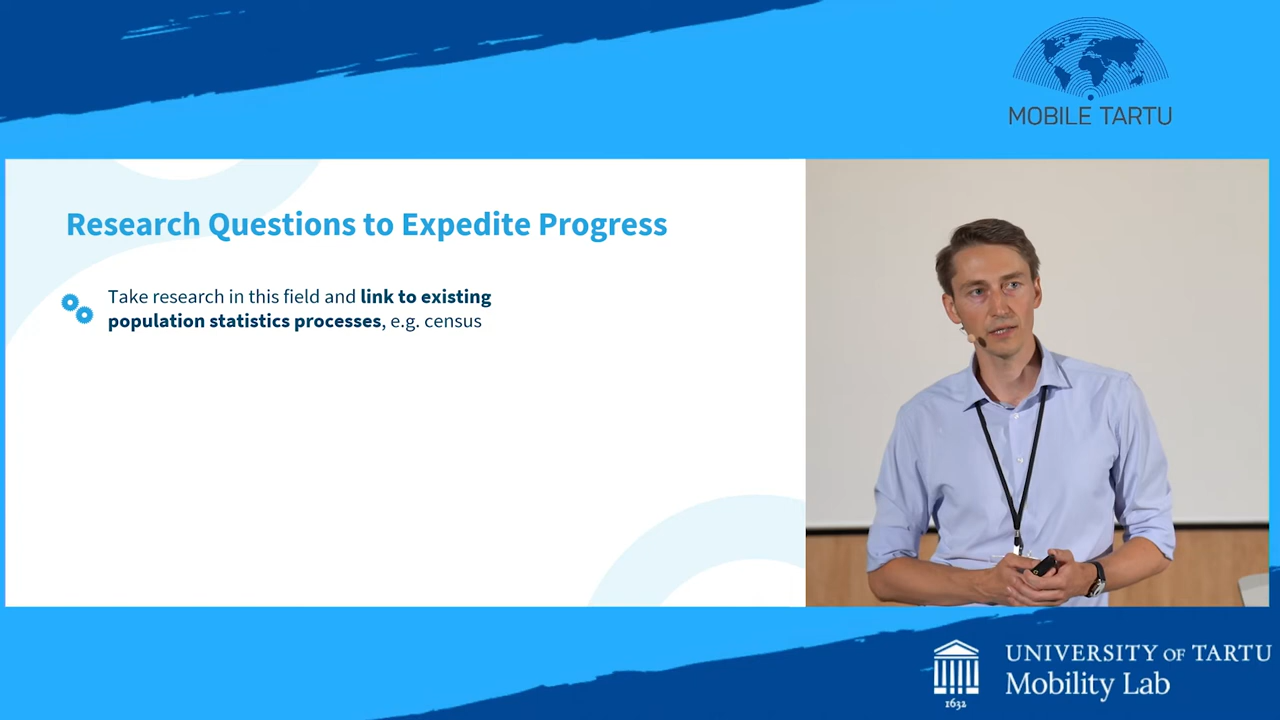 MOBILE TARTU
Research Questions to Expedite Progress
Take research in this field and link to existing
population statistics processes, e.g. census
UNIVERSITY OF TARTU
Mobility Lab
1632